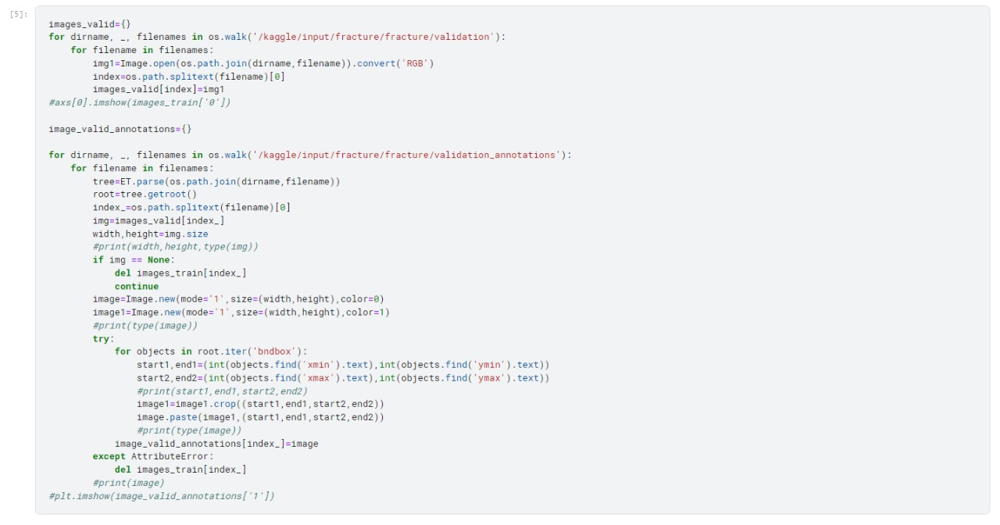 [5]:
images_valid={}
for dirname, _, filenames in os.walk('/kaggle/input/fracture/fracture/validation'):
    for filename in filenames:
        img1=Image.open(os.path.join(dirname,filename)).convert('RGB')
        index=os.path.splitext(filename)[0]
        images_valid[index]=img1
#axs[0].imshow(images_train['0'])

image_valid_annotations={}

for dirname, _, filenames in os.walk('/kaggle/input/fracture/fracture/validation_annotations'):
    for filename in filenames:
        tree=ET.parse(os.path.join(dirname,filename))
        root=tree.getroot()
        index_=os.path.splitext(filename)[0]
        img=images_valid[index_]
        width,height=img.size
        #print(width,height,type(img))
        if img == None:
            del images_train[index_]
            continue
        image=Image.new(mode='1',size=(width,height),color=0)
        image1=Image.new(mode='1',size=(width,height),color=1)
        #print(type(image))
        try:
            for objects in root.iter('bndbox'):
                start1,end1=(int(objects.find('xmin').text),int(objects.find('ymin').text))
                start2,end2=(int(objects.find('xmax').text),int(objects.find('ymax').text))
                #print(start1,end1,start2,end2)
                image1=image1.crop((start1,end1,start2,end2))
                image.paste(image1,(start1,end1,start2,end2))
                #print(type(image))
            image_valid_annotations[index_]=image
        except AttributeError:
            del images_train[index_]
        #print(image)
#plt.imshow(image_valid_annotations['1'])